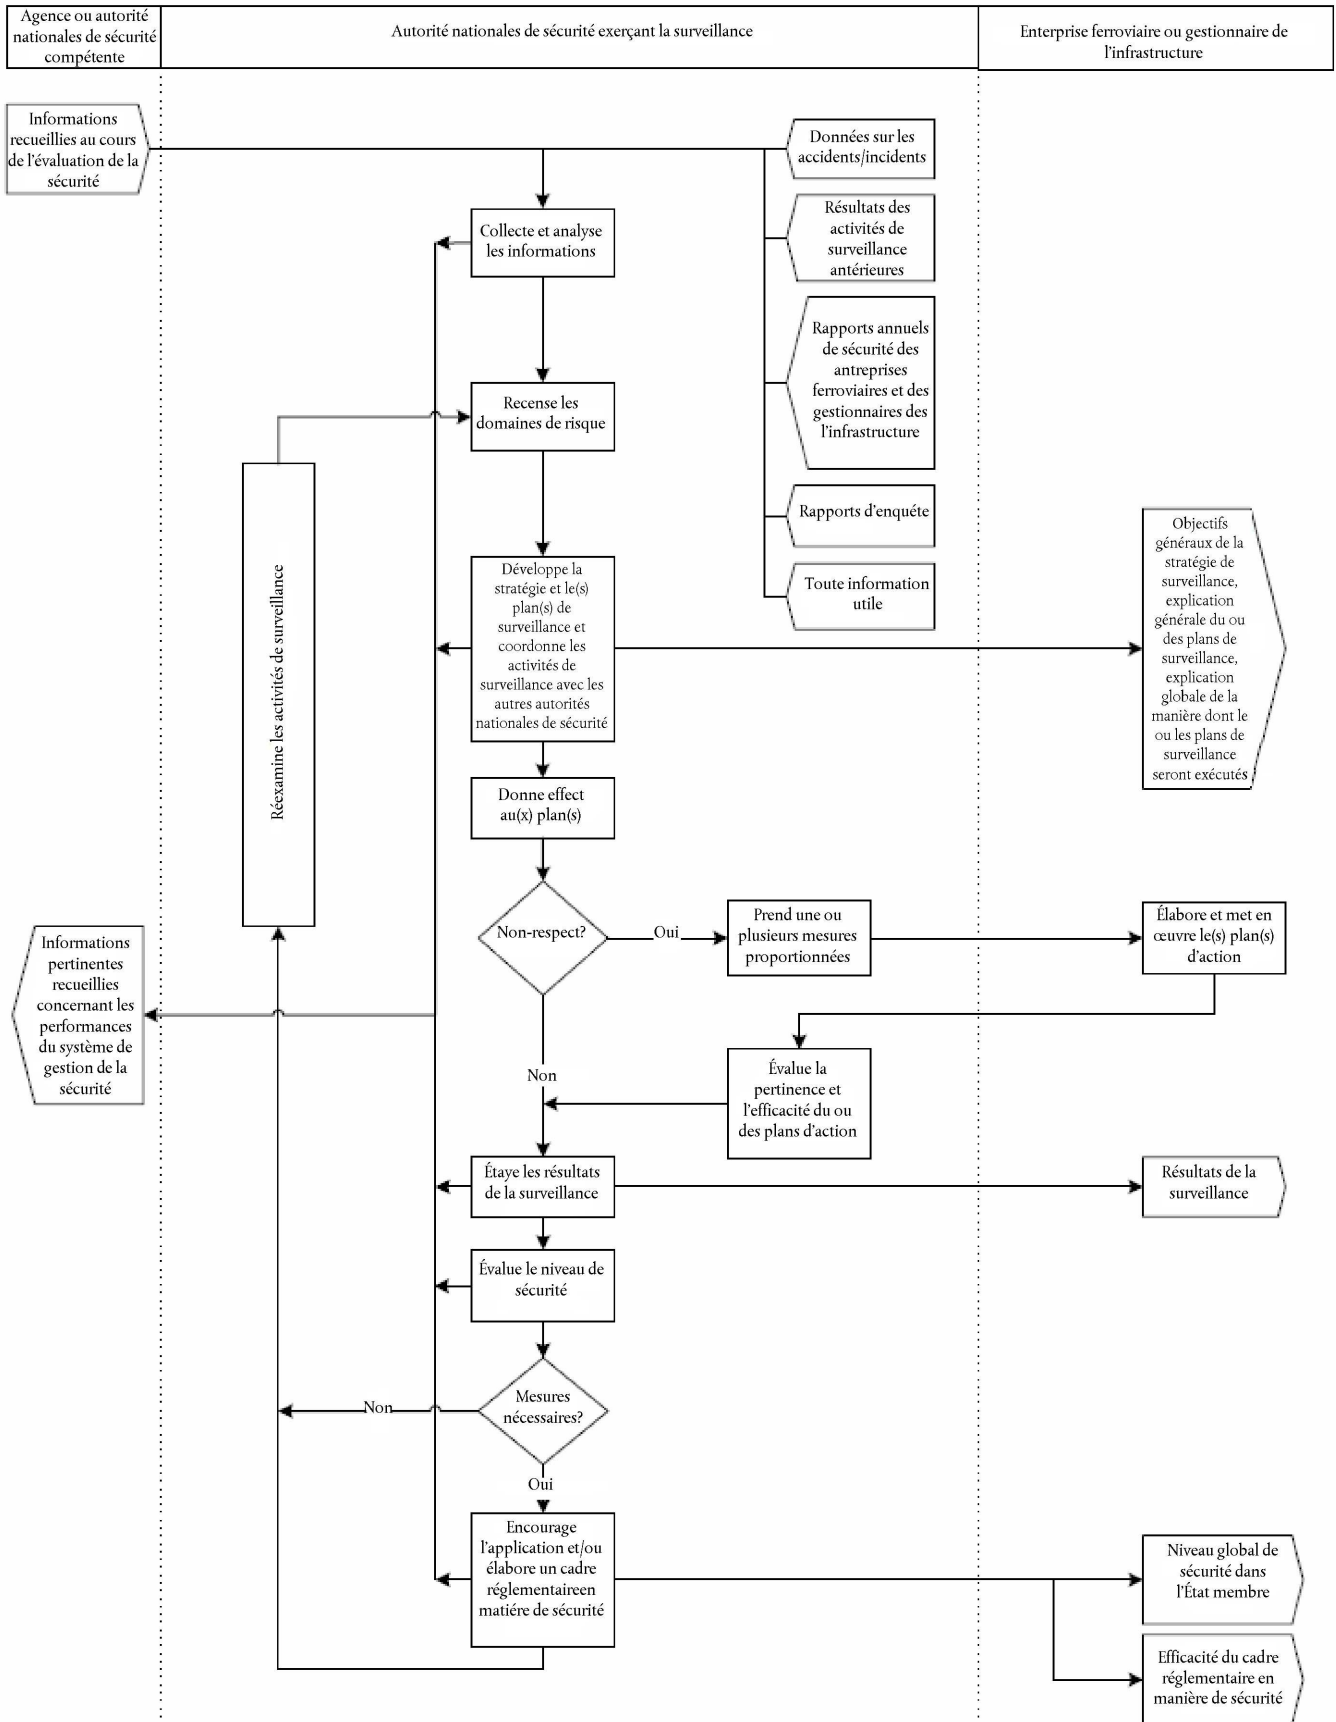 Agence ou autorité
nationales de sécurité
compétente
Autorité nationales de sécurité exerçant la surveillance
Enterprise ferroviaire ou gestionnaire de
l'infrastructure
Informations
recueillies au cours
de l'évaluation de la
sécurité
Données sur les
accidents/incidents
Collecte et analyse
les informations
Résultats des
activités de
surveillance
antérieures
Rapports annuels
de sécurité des
antreprises
ferroviaires et des
gestionnaires des
l'infrastructure
Recense les
domaines de risque
Rapports d'enquéte
Toute information
utile
Réexamine les activités de surveillance
Développe la
stratégie et le(s)
plan(s) de
surveillance et
coordonne les
activités de
surveillance avec les
autres autorités
nationales de sécurité
Objectifs
généraux de la
stratégie de
surveillance,
explication
générale du ou
des plans de
surveillance,
explication
globale de la
manière dont le
ou les plans de
surveillance
seront exécutés
Donne effect
au(x) plan(s)
Non-respect?
Oui
Prend une ou
plusieurs mesures
proportionnées
Élabore et met en
œuvre le(s) plan(s)
d'action
Informations
pertinentes
recueillies
concernant les
performances
du système de
gestion de la
sécurité
Non
Évalue la
pertinence et
l'efficacité du ou
des plans d'action
Étaye les résultats
de la surveillance
Résultats de la
surveillance
Évalue le niveau de
sécurité
Mesures
nécessaires?
Non
Oui
Encourage
l'application et/ou
élabore un cadre
réglementaireen
matiére de sécurité
Niveau global de
sécurité dans
l'État membre
Efficacité du cadre
réglementaire en
manière de sécurité